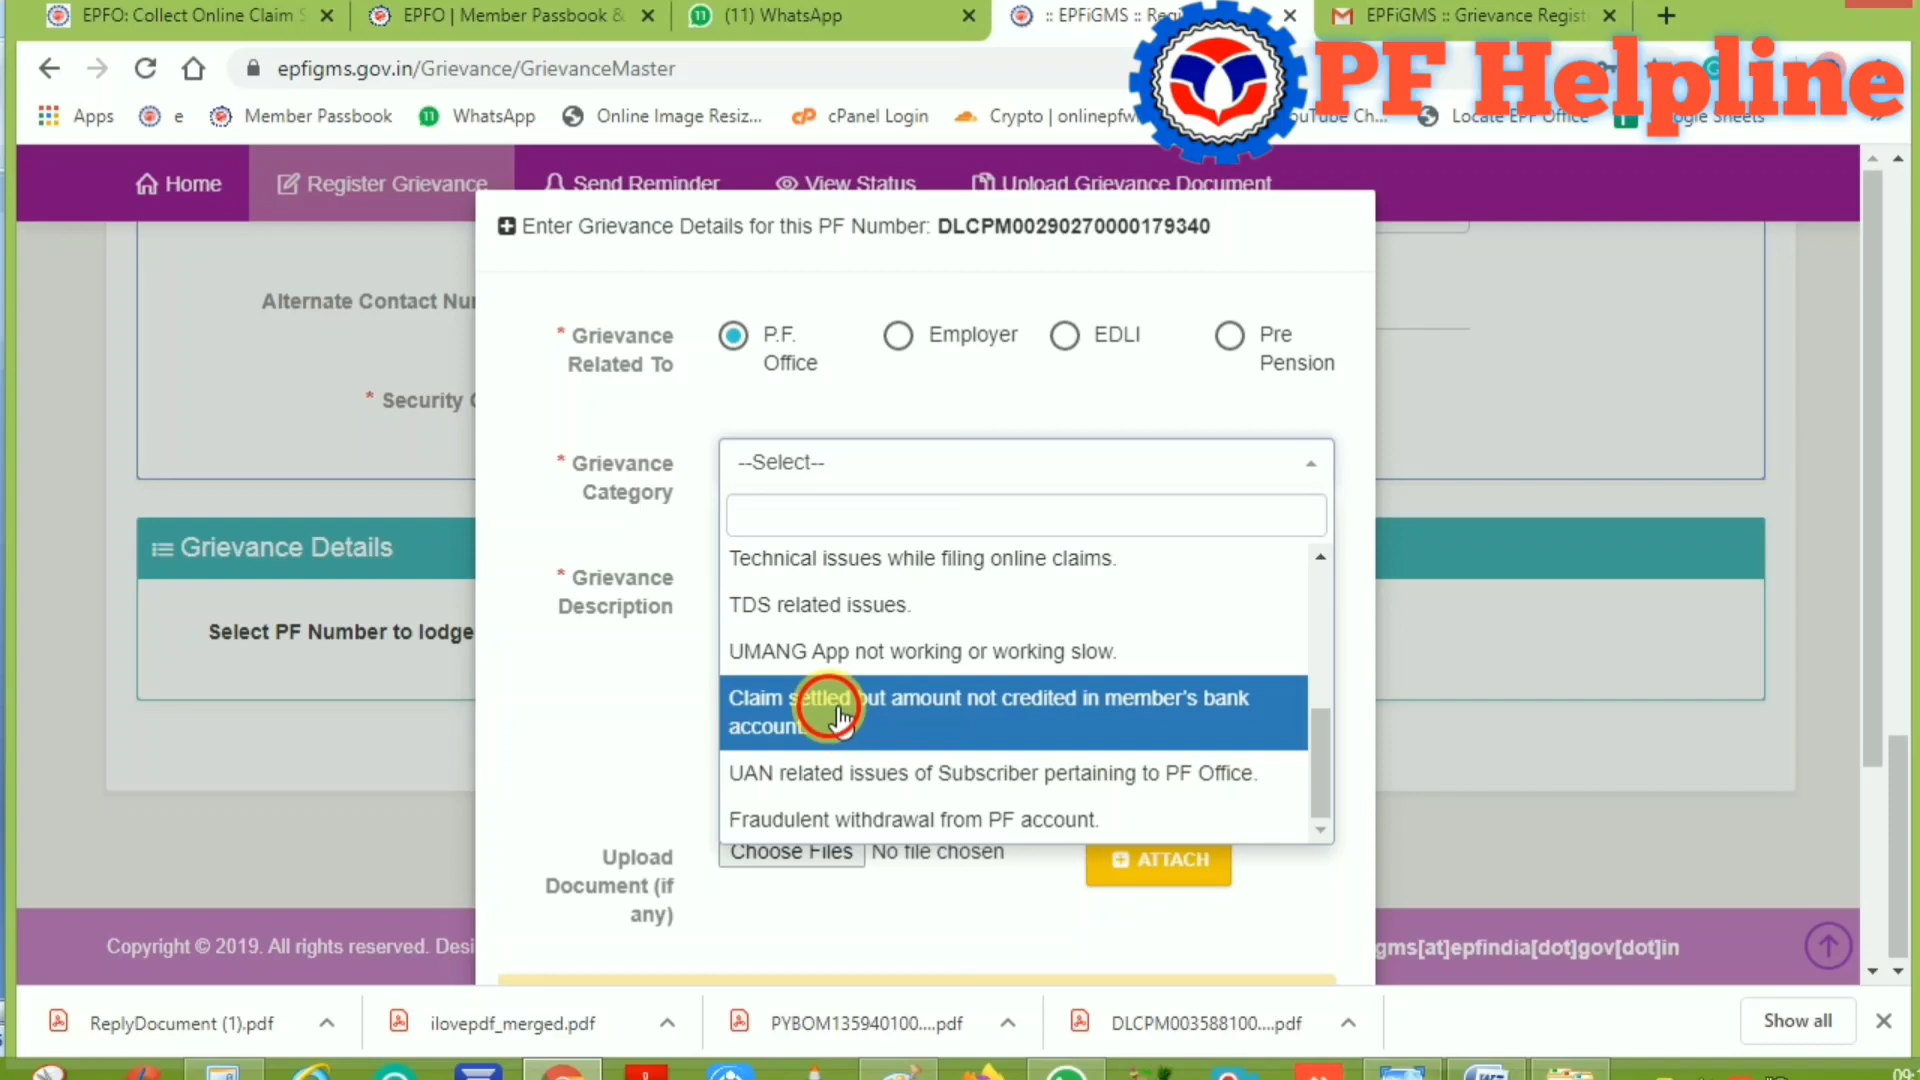 EPFO: Collect Online Claim S
EPFO | Member Passbook &
(11) WhatsApp
:: EPFiGMS :: Reg
EPFiGMS :: Grievance Regist
epfigms.gov.in/Grievance/GrievanceMaster
PF Helpline
Apps
e
Member Passbook
11
WhatsApp
Online Image Resiz...
cPanel Login
Crypto | onlinepfw
ouTube Ch...
Locate EPF Office
oogle Sheets
Home
Register Grievance
Send Reminder
View Status
Upload Grievance Document
Enter Grievance Details for this PF Number: DLCPM00290270000179340
Alternate Contact Nu
* Security
* Grievance
Related To
P.F.
Office
Employer
EDLI
Pre
Pension
* Grievance
Category
--Select--
Technical issues while filing online claims.
TDS related issues.
UMANG App not working or working slow.
Claim settled but amount not credited in member's bank
account
UAN related issues of Subscriber pertaining to PF Office.
Fraudulent withdrawal from PF account.
Grievance Details
* Grievance
Description
Select PF Number to lodge
Upload
Document (if
any)
Choose Files No file chosen
ATTACH
Copyright © 2019. All rights reserved. Desi
gms[at]epfindia[dot]gov[dot]in
ReplyDocument (1).pdf
ilovepdf_merged.pdf
PYBOM135940100....pdf
DLCPM003588100....pdf
Show all